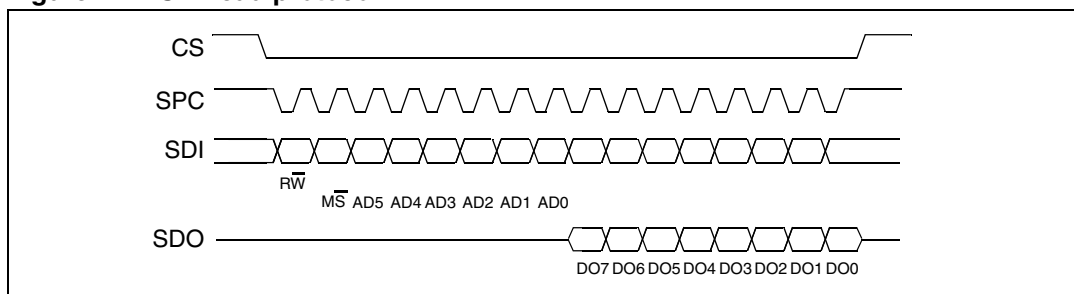 CS
SPC
SDI
RW
MS AD5 AD4 AD3 AD2 AD1 AD0
SDO
DO7 DO6 DO5 DO4 DO3 DO2 DO1 DO0